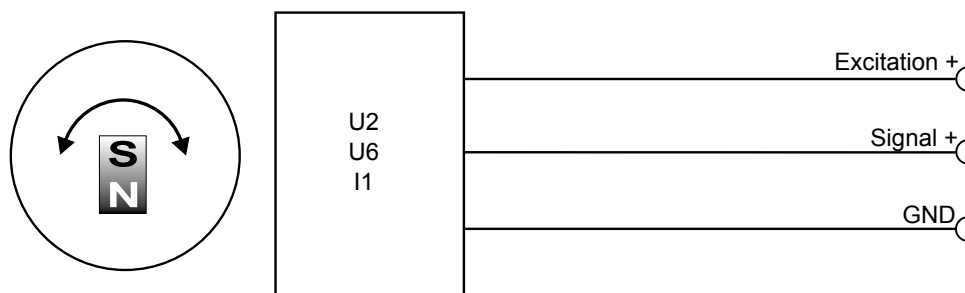 S
N
U2
U6
I1
Excitation +
Signal +
GND